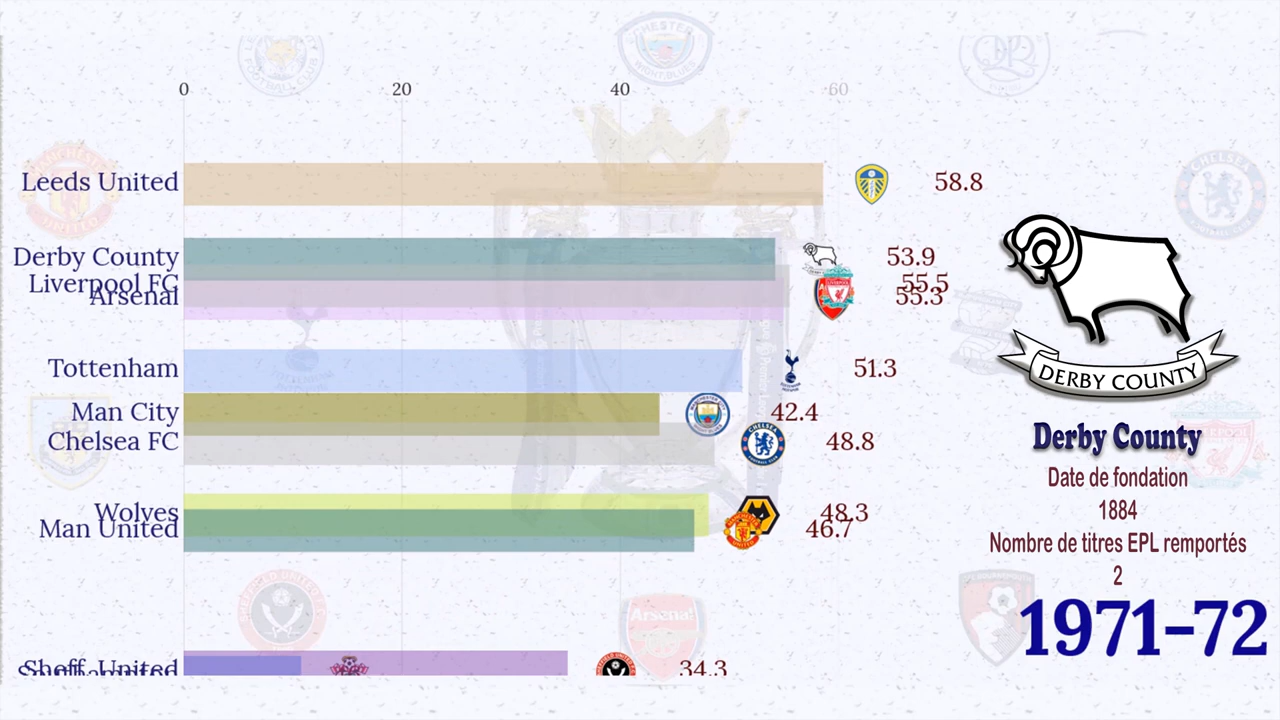 0 20 40 60
Leeds United 58.8
Derby County 53.9
Liverpool FC 55.5
Arsenal 55.3
Tottenham 51.3
Man City 42.4
Chelsea FC 48.8
Wolves 48.3
Man United 46.7
Sheff. United 34.3
DERBY COUNTY
Derby County
Date de fondation
1884
Nombre de titres EPL remportés
2
1971-72